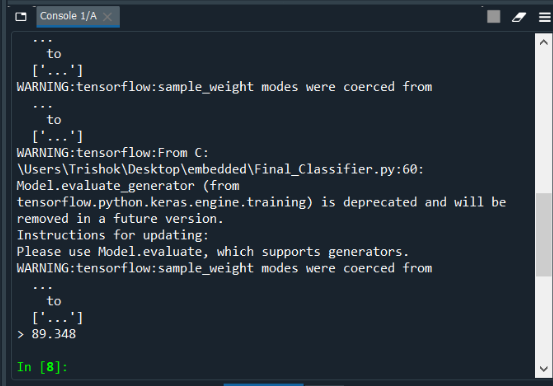 Console 1/A
...
to
['...']
WARNING:tensorflow:sample_weight modes were coerced from
...
to
['...']
WARNING:tensorflow:From C:
\Users\Trishok\Desktop\embedded\Final_Classifier.py:60:
Model.evaluate_generator (from
tensorflow.python.keras.engine.training) is deprecated and will be
removed in a future version.
Instructions for updating:
Please use Model.evaluate, which supports generators.
WARNING:tensorflow:sample_weight modes were coerced from
...
to
['...']
> 89.348
In [8]: